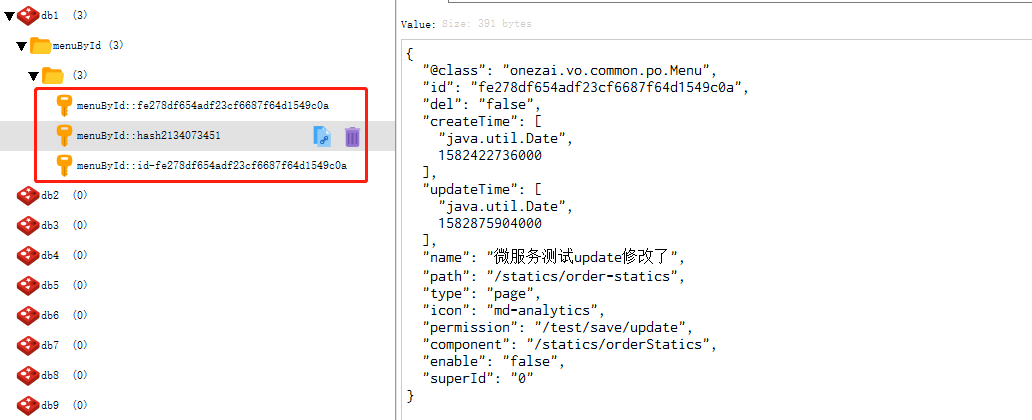 db1 (3)
menuById (3)
(3)
menuById::fe278df654adf23cf6687f64d1549c0a
menuById::hash2134073451
menuById::id-fe278df654adf23cf6687f64d1549c0a
db2 (0)
db3 (0)
db4 (0)
db5 (0)
db6 (0)
db7 (0)
db8 (0)
db9 (0)
Value: Size: 391 bytes
{
"@class": "onezai.vo.common.po.Menu",
"id": "fe278df654adf23cf6687f64d1549c0a",
"del": "false",
"createTime": [
"java.util.Date",
1582422736000
],
"updateTime": [
"java.util.Date",
1582875904000
],
"name": "微服务测试update修改了",
"path": "/statics/order-statics",
"type": "page",
"icon": "md-analytics",
"permission": "/test/save/update",
"component": "/statics/orderStatics",
"enable": "false",
"superId": "0"
}